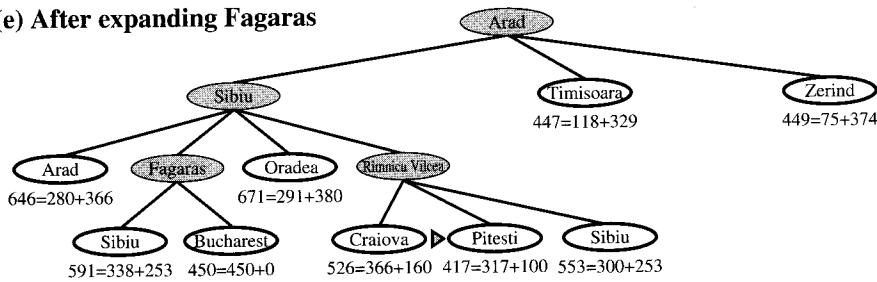 (e) After expanding Fagaras
Arad
Sibiu
Timisoara
Zerind
447=118+329
449=75+374
Arad
Fagaras
Oradea
Rimnicu Vilcea
646=280+366
671=291+380
Sibiu
Bucharest
Craiova
Pitesti
Sibiu
591=338+253
450=450+0
526=366+160
417=317+100
553=300+253